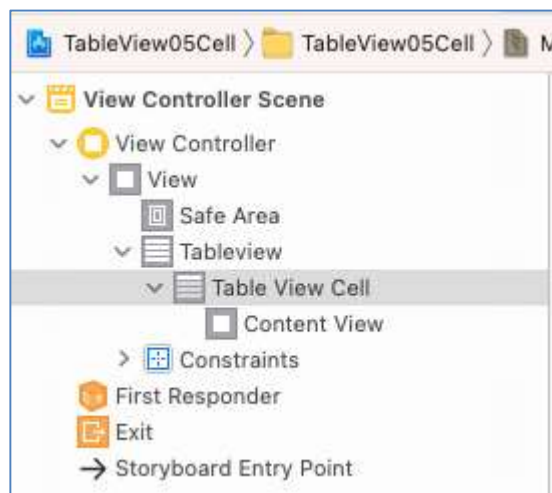 TableView05Cell 〉 TableView05Cell 〉 M
View Controller Scene
View Controller
View
Safe Area
Tableview
Table View Cell
Content View
Constraints
First Responder
Exit
Storyboard Entry Point